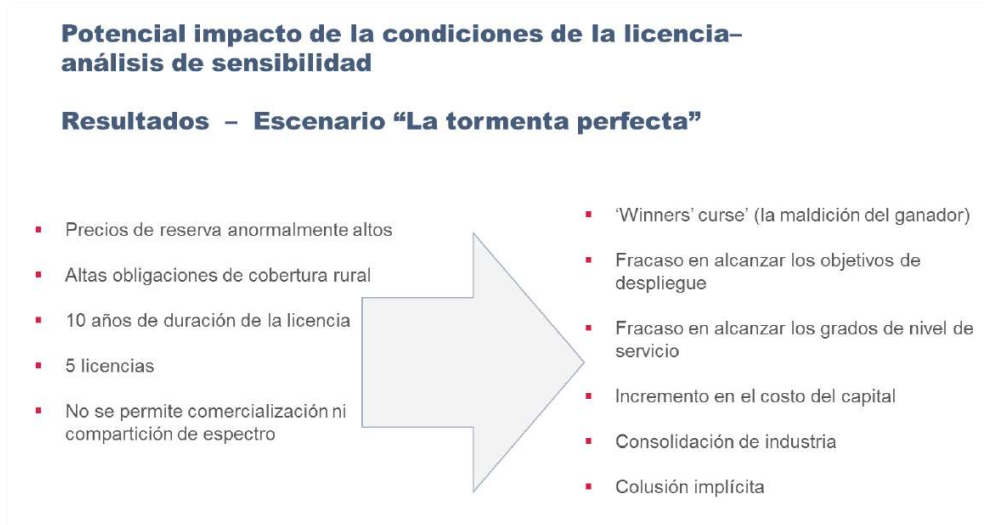 Potencial impacto de la condiciones de la licencia–
análisis de sensibilidad
Resultados – Escenario “La tormenta perfecta”
▪ Precios de reserva anormalmente altos
▪ Altas obligaciones de cobertura rural
▪ 10 años de duración de la licencia
▪ 5 licencias
▪ No se permite comercialización ni
compartición de espectro
▪ ‘Winners’ curse’ (la maldición del ganador)
▪ Fracaso en alcanzar los objetivos de
despliegue
▪ Fracaso en alcanzar los grados de nivel de
servicio
▪ Incremento en el costo del capital
▪ Consolidación de industria
▪ Colusión implícita